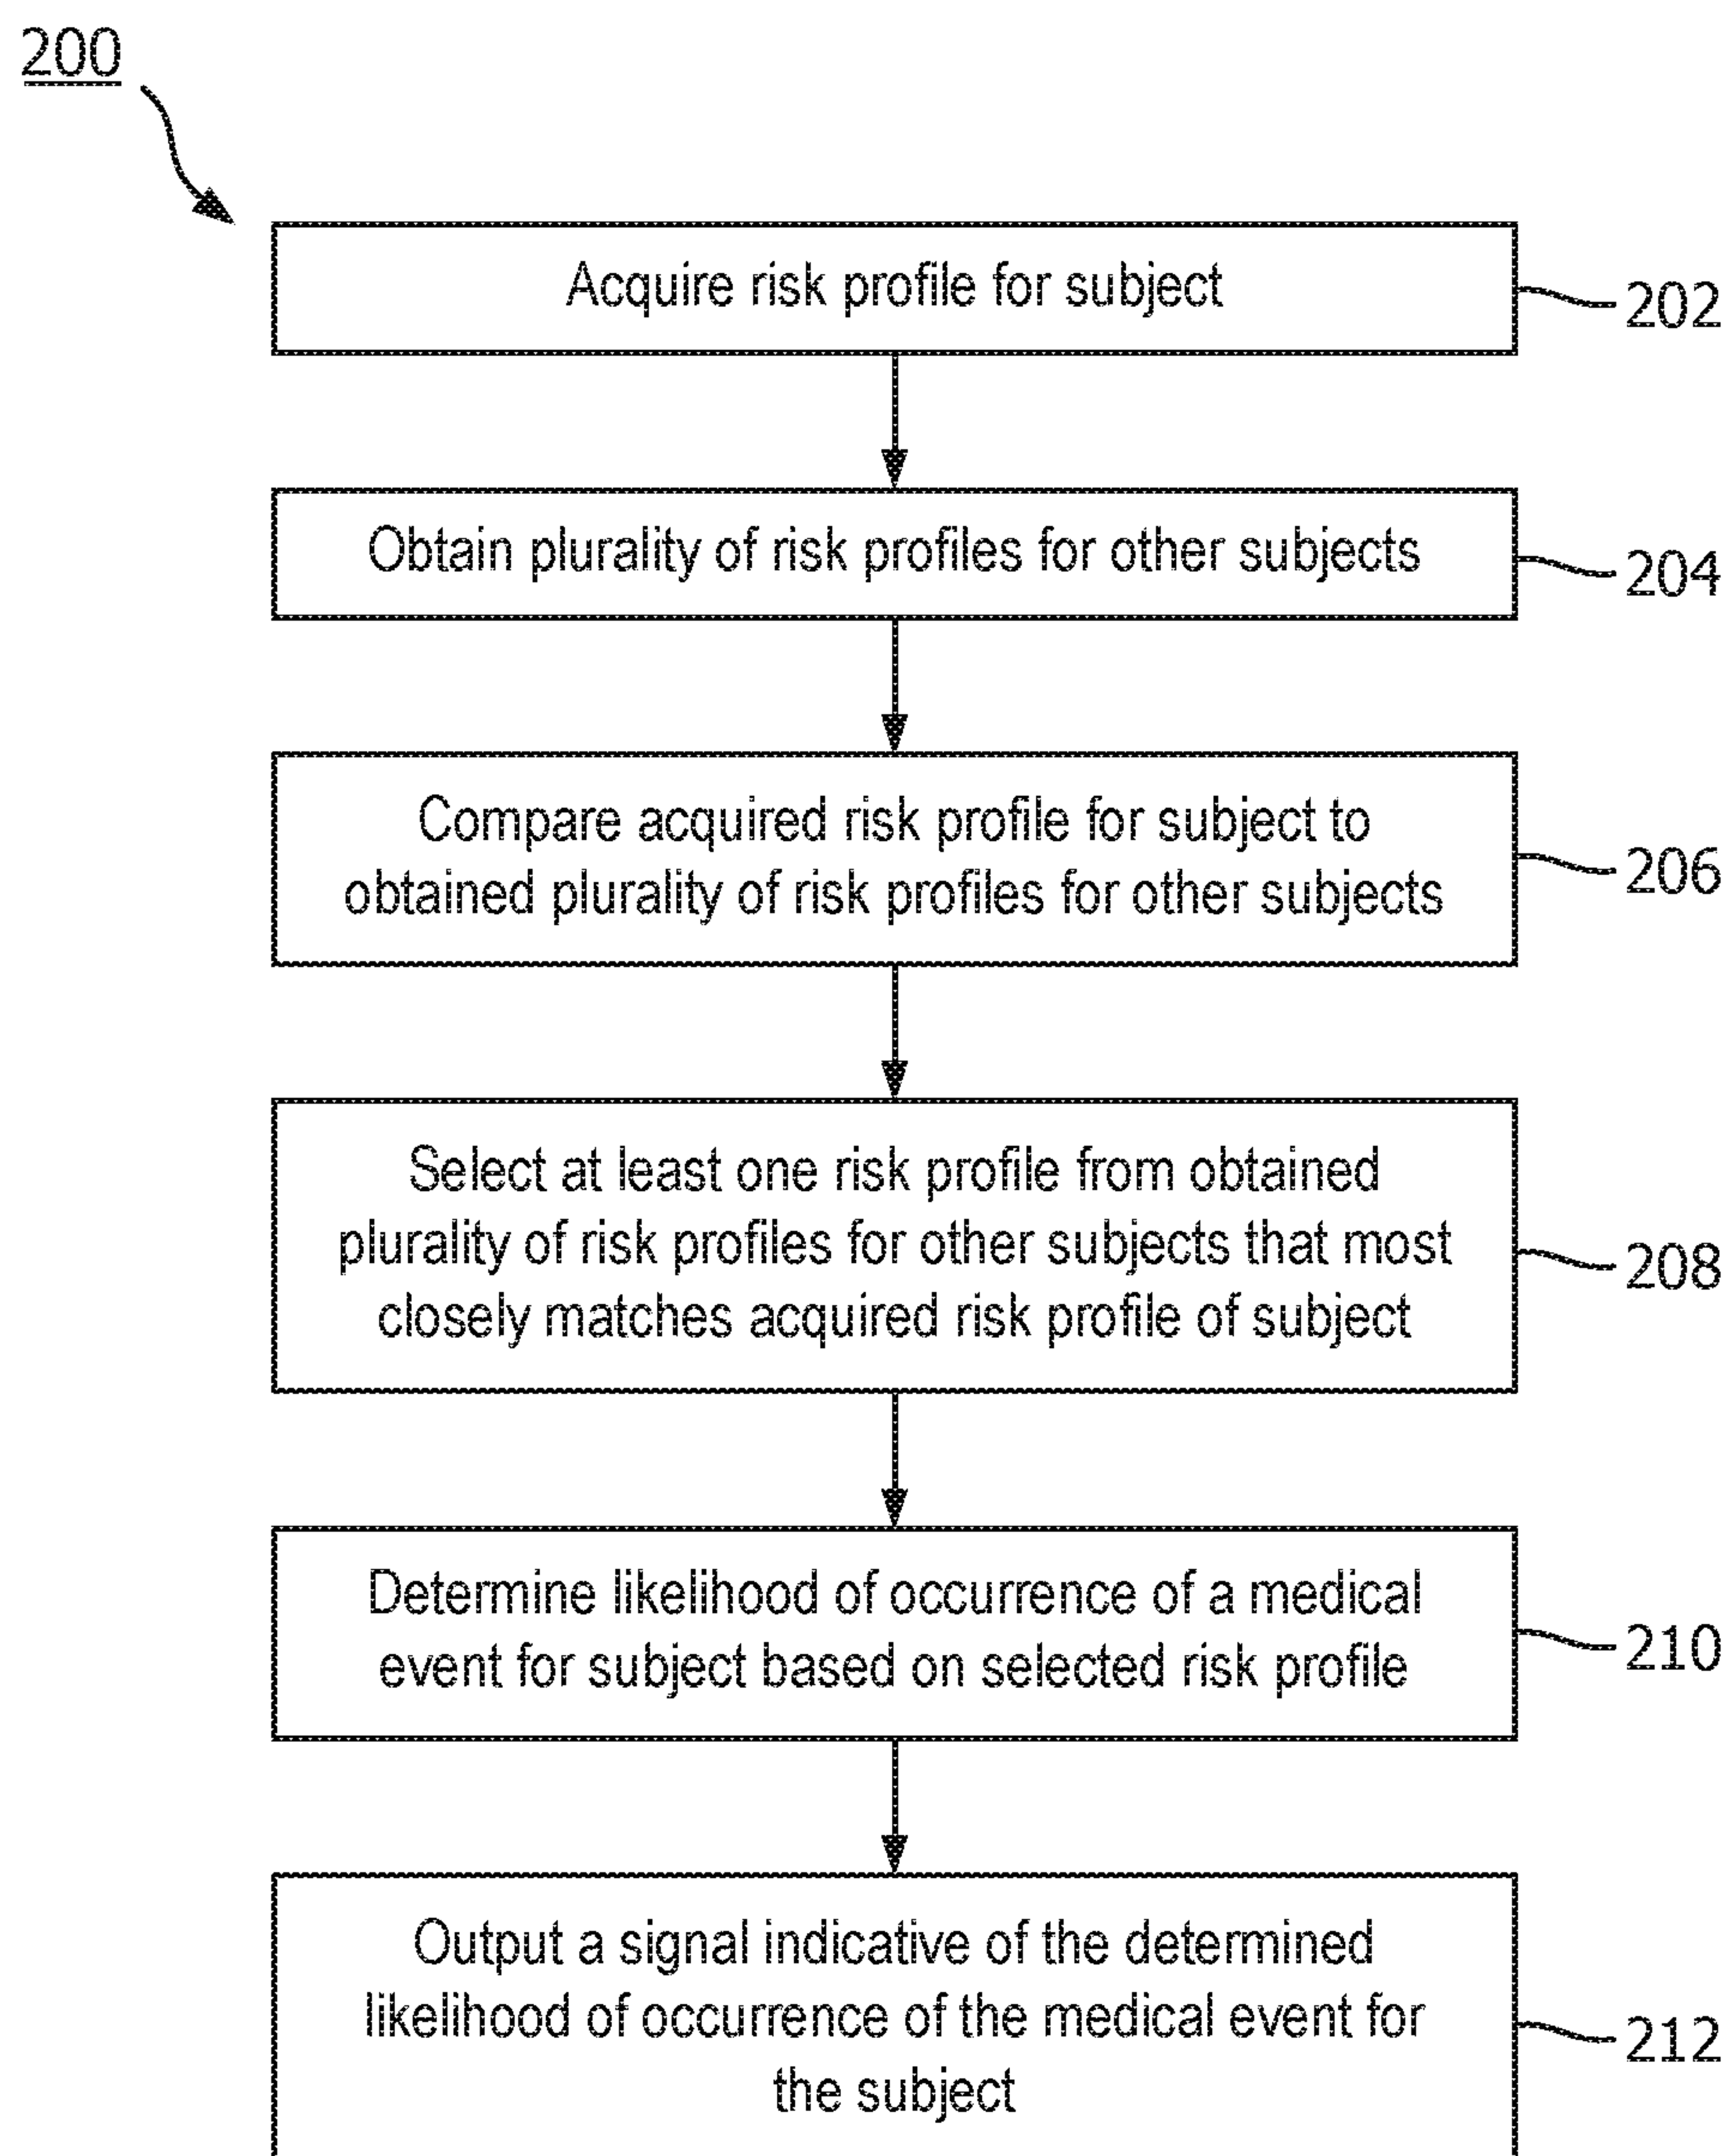 200
Acquire risk profile for subject
202
Obtain plurality of risk profiles for other subjects
204
Compare acquired risk profile for subject to
obtained plurality of risk profiles for other subjects
206
Select at least one risk profile from obtained
plurality of risk profiles for other subjects that most
closely matches acquired risk profile of subject
208
Determine likelihood of occurrence of a medical
event for subject based on selected risk profile
210
Output a signal indicative of the determined
likelihood of occurrence of the medical event for
the subject
212